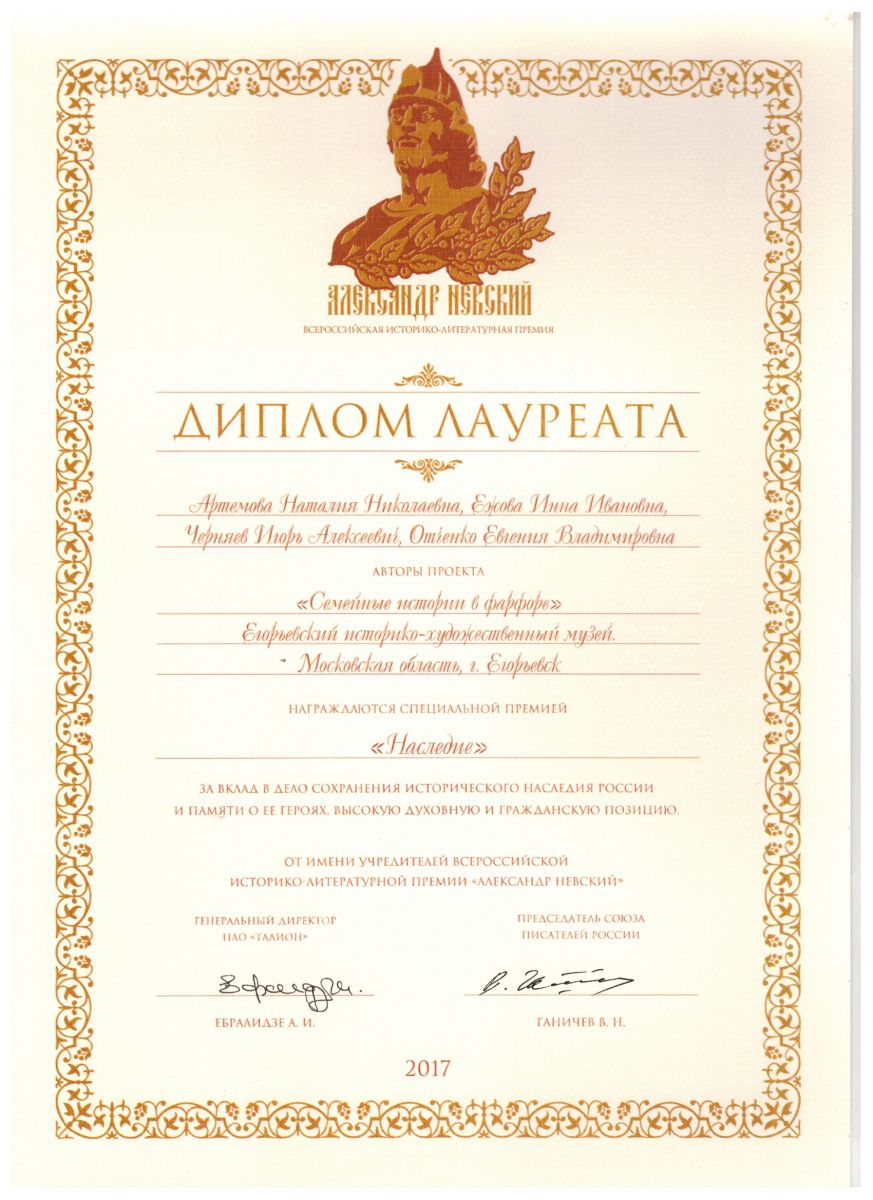 АЛЕКСАНДР НЕВСКИЙ
ВСЕРОССИЙСКАЯ ИСТОРИКО-ЛИТЕРАТУРНАЯ ПРЕМИЯ
ДИПЛОМ ЛАУРЕАТА
Артемова Наталия Николаевна, Ежова Инна Ивановна,
Черняев Игорь Алексеевич, Отченко Евгения Владимировна
АВТОРЫ ПРОЕКТА
«Семейные истории в фарфоре»
Егорьевский историко-художественный музей.
Московская область, г. Егорьевск
НАГРАЖДАЮТСЯ СПЕЦИАЛЬНОЙ ПРЕМИЕЙ
«Наследие»
ЗА ВКЛАД В ДЕЛО СОХРАНЕНИЯ ИСТОРИЧЕСКОГО НАСЛЕДИЯ РОССИИ
И ПАМЯТИ О ЕЕ ГЕРОЯХ, ВЫСОКУЮ ДУХОВНУЮ И ГРАЖДАНСКУЮ ПОЗИЦИЮ.
ОТ ИМЕНИ УЧРЕДИТЕЛЕЙ ВСЕРОССИЙСКОЙ
ИСТОРИКО-ЛИТЕРАТУРНОЙ ПРЕМИИ «АЛЕКСАНДР НЕВСКИЙ»
ГЕНЕРАЛЬНЫЙ ДИРЕКТОР
ПАО «ТАЛИОН»
ЕБРАЛИДЗЕ А. И.
ПРЕДСЕДАТЕЛЬ СОЮЗА
ПИСАТЕЛЕЙ РОССИИ
ГАНИЧЕВ В. Н.
2017